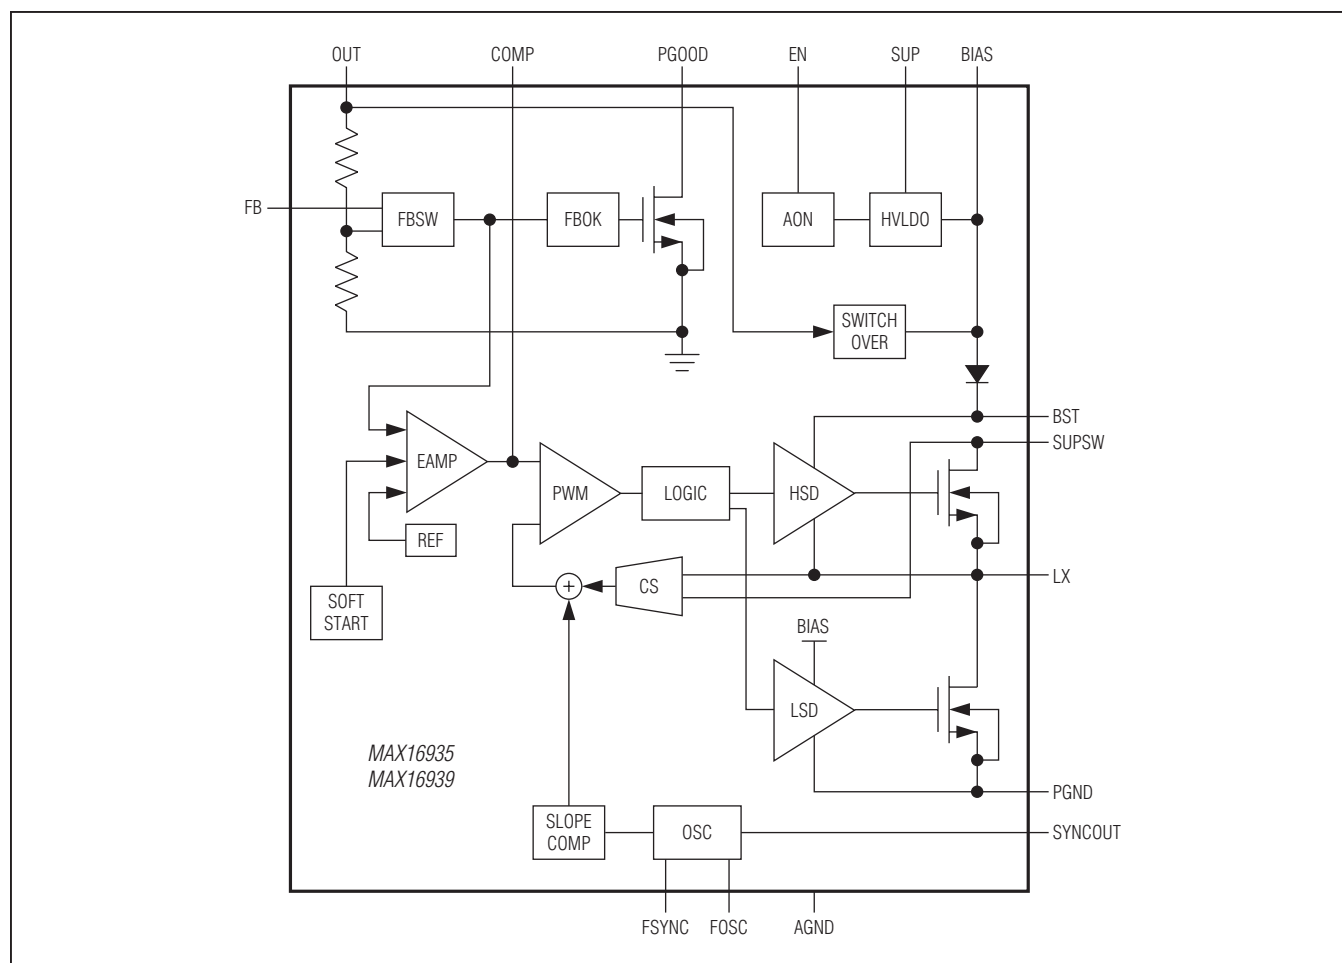 OUT
COMP
PGOOD
EN
SUP
BIAS
FB
FBSW
FBOK
AON
HVLDO
SWITCH
OVER
BST
SUPSW
EAMP
PWM
LOGIC
HSD
REF
CS
LX
SOFT
START
BIAS
LSD
MAX16935
MAX16939
PGND
SLOPE
COMP
OSC
SYNCOUT
FSYNC
FOSC
AGND